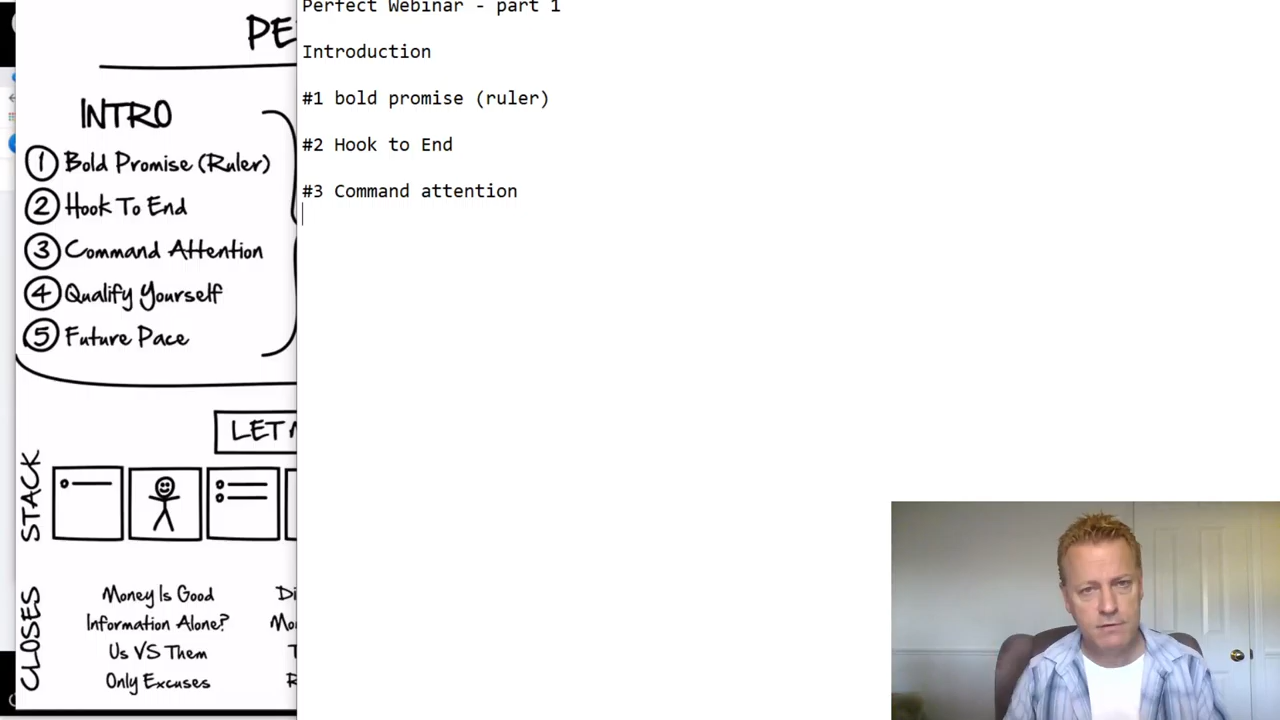 PE
INTRO
1 Bold Promise (Ruler)
2 Hook To End
3 Command Attention
4 Qualify Yourself
5 Future Pace
LET
STACK
CLOSES
Money Is Good
Information Alone?
Us VS Them
Only Excuses
Perfect Webinar - part 1
Introduction
#1 bold promise (ruler)
#2 Hook to End
#3 Command attention